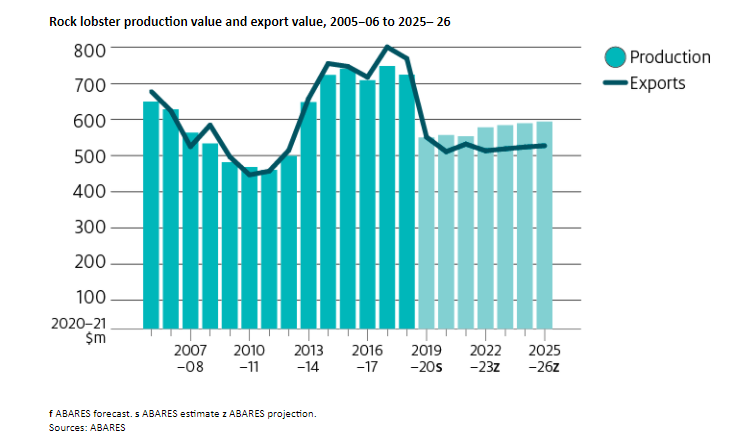 Rock lobster production value and export value, 2005–06 to 2025– 26
800
700
600
500
400
300
200
100
2020–21
$m
Production
Exports
2007 2010 2013 2016 2019 2022 2025
–08 –11 –14 –17 –20s –23z –26z
f ABARES forecast. s ABARES estimate z ABARES projection.
Sources: ABARES